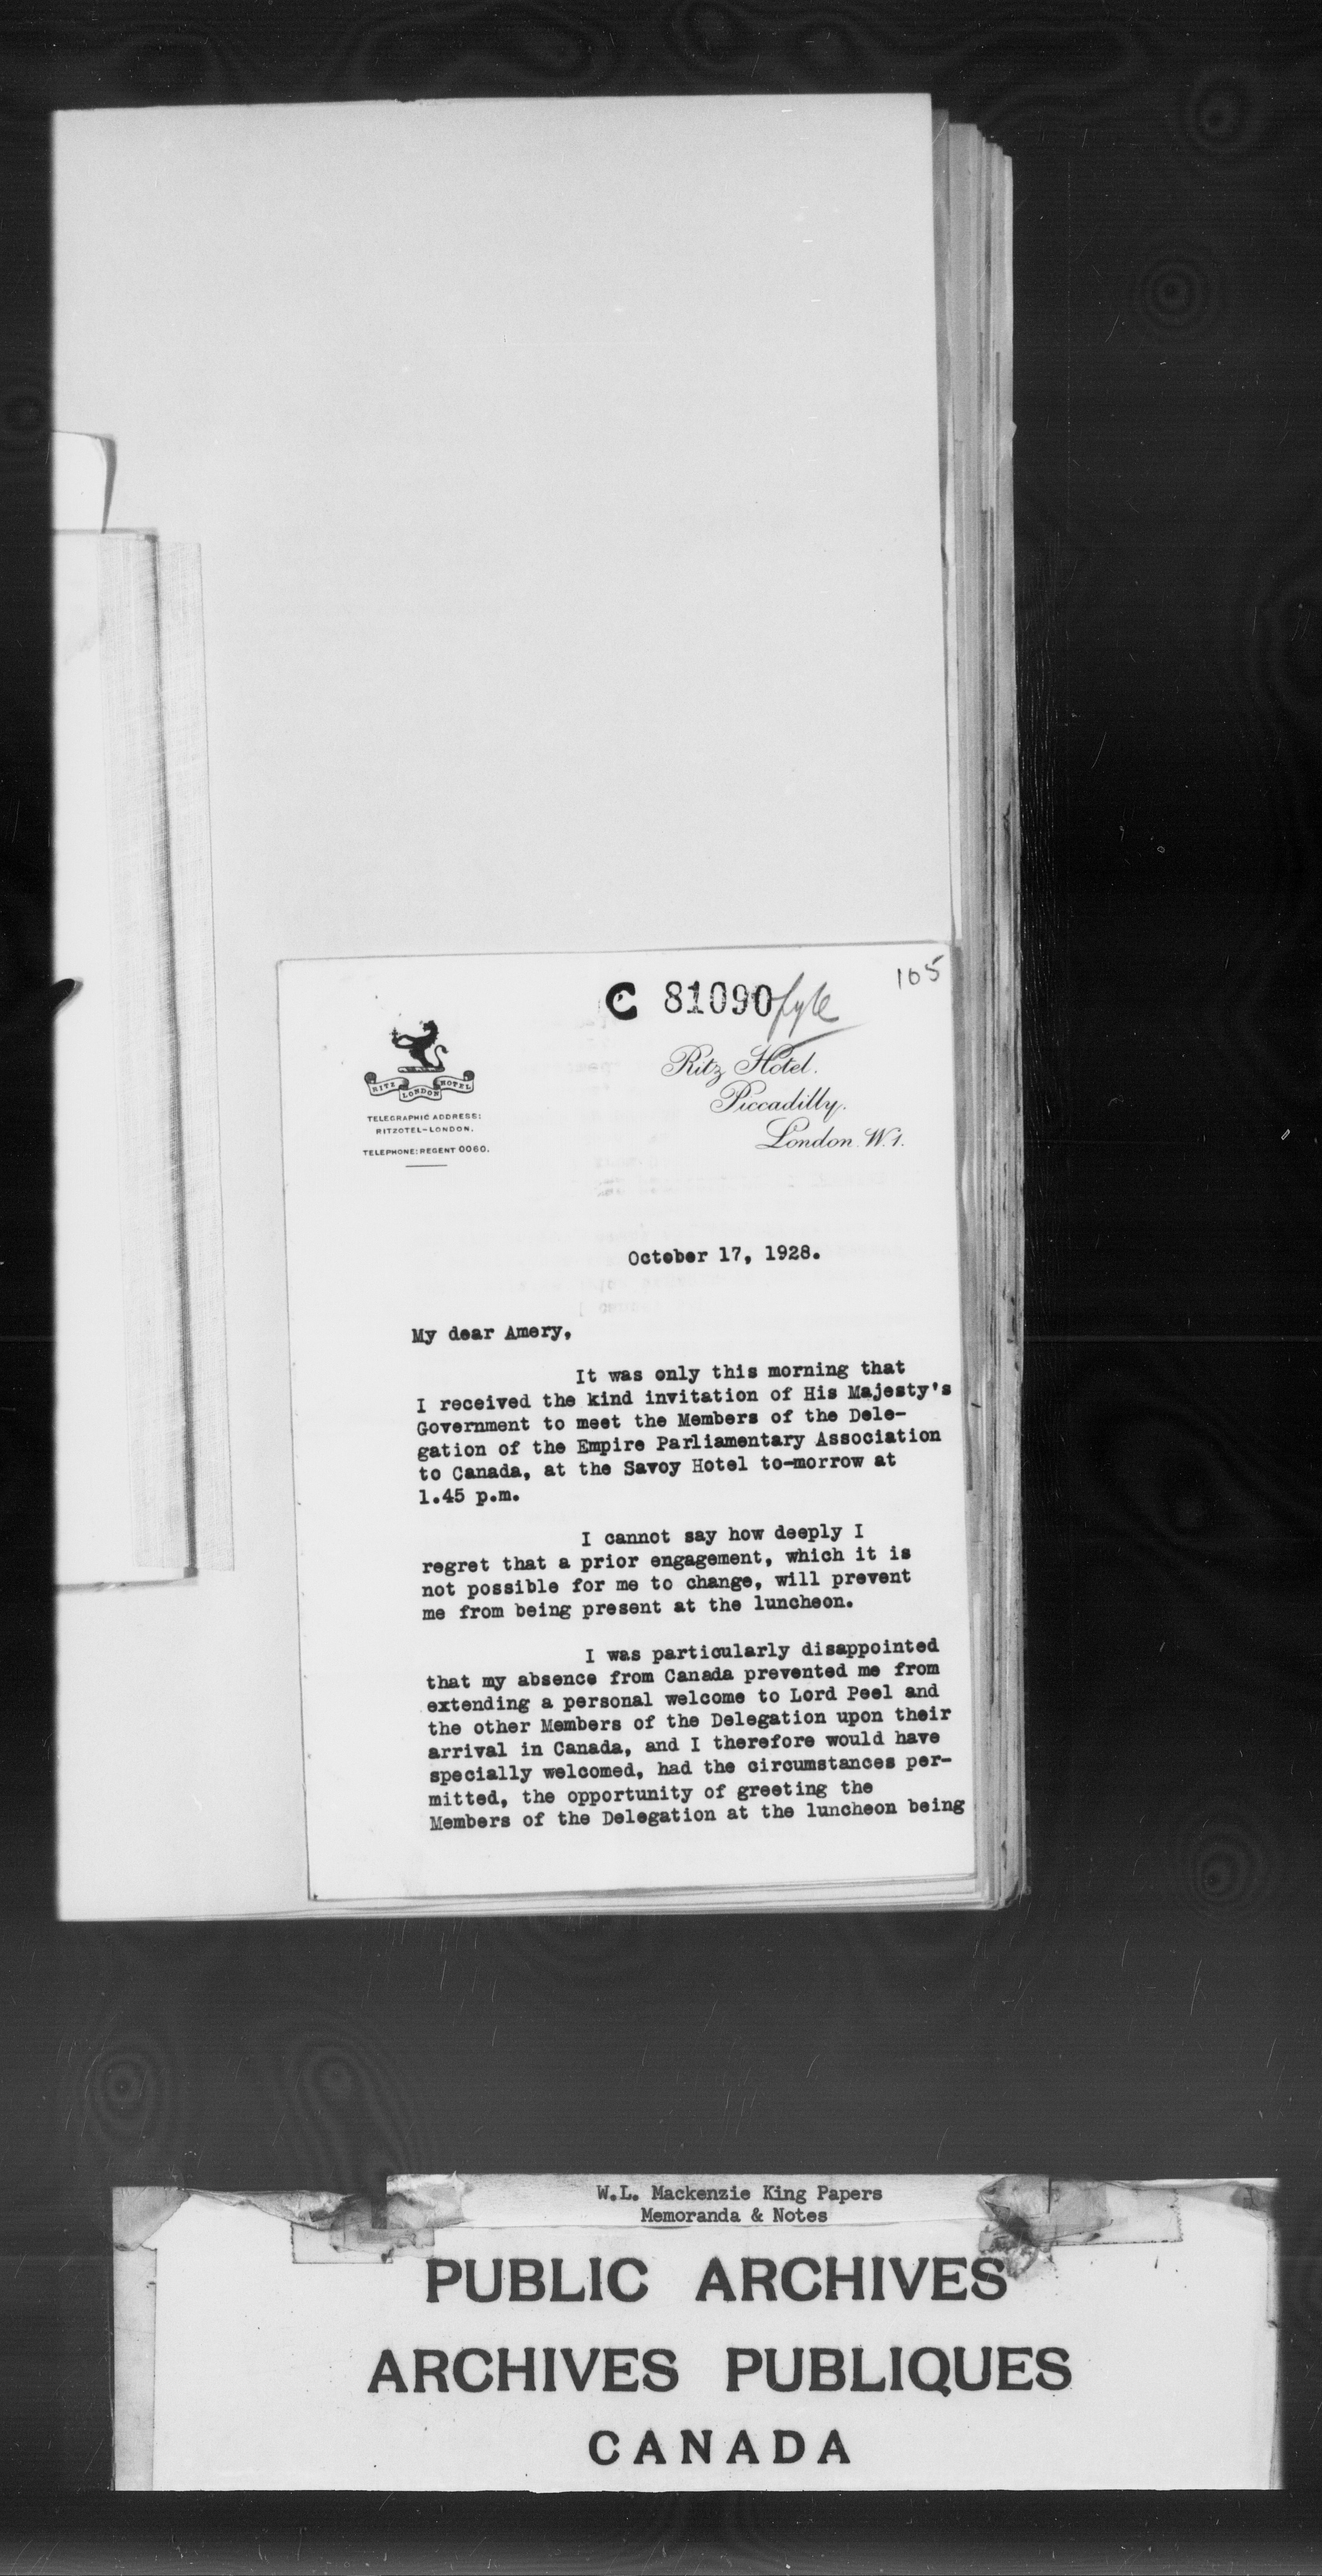 165
C 81090 fyle
RITZ LONDON HOTEL
TELEGRAPHIC ADDRESS:
RITZOTEL-LONDON.
TELEPHONE: REGENT 0060.
Ritz Hotel.
Piccadilly.
London. W.1.
October 17, 1928.
My dear Amery,
It was only this morning that
I received the kind invitation of His Majesty's
Government to meet the Members of the Dele-
gation of the Empire Parliamentary Association
to Canada, at the Savoy Hotel to-morrow at
1.45 p.m.
I cannot say how deeply I
regret that a prior engagement, which it is
not possible for me to change, will prevent
me from being present at the luncheon.
I was particularly disappointed
that my absence from Canada prevented me from
extending a personal welcome to Lord Peel and
the other Members of the Delegation upon their
arrival in Canada, and I therefore would have
specially welcomed, had the circumstances per-
mitted, the opportunity of greeting the
Members of the Delegation at the luncheon being
W.L. Mackenzie King Papers
Memoranda & Notes
PUBLIC ARCHIVES
ARCHIVES PUBLIQUES
CANADA